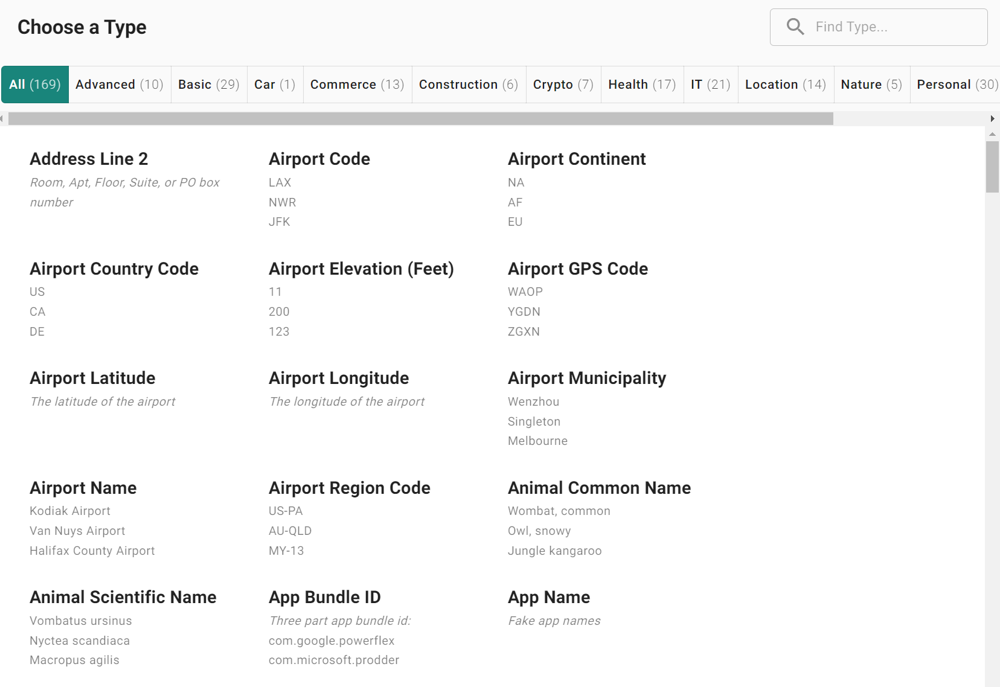 Choose a Type
Find Type...
All (169)
Advanced (10)
Basic (29)
Car (1)
Commerce (13)
Construction (6)
Crypto (7)
Health (17)
IT (21)
Location (14)
Nature (5)
Personal (30)
Address Line 2
Room, Apt, Floor, Suite, or PO box
number
Airport Code
LAX
NWR
JFK
Airport Continent
NA
AF
EU
Airport Country Code
US
CA
DE
Airport Elevation (Feet)
11
200
123
Airport GPS Code
WAOP
YGDN
ZGXN
Airport Latitude
The latitude of the airport
Airport Longitude
The longitude of the airport
Airport Municipality
Wenzhou
Singleton
Melbourne
Airport Name
Kodiak Airport
Van Nuys Airport
Halifax County Airport
Airport Region Code
US-PA
AU-QLD
MY-13
Animal Common Name
Wombat, common
Owl, snowy
Jungle kangaroo
Animal Scientific Name
Vombatus ursinus
Nyctea scandiaca
Macropus agilis
App Bundle ID
Three part app bundle id:
com.google.powerflex
com.microsoft.prodder
App Name
Fake app names